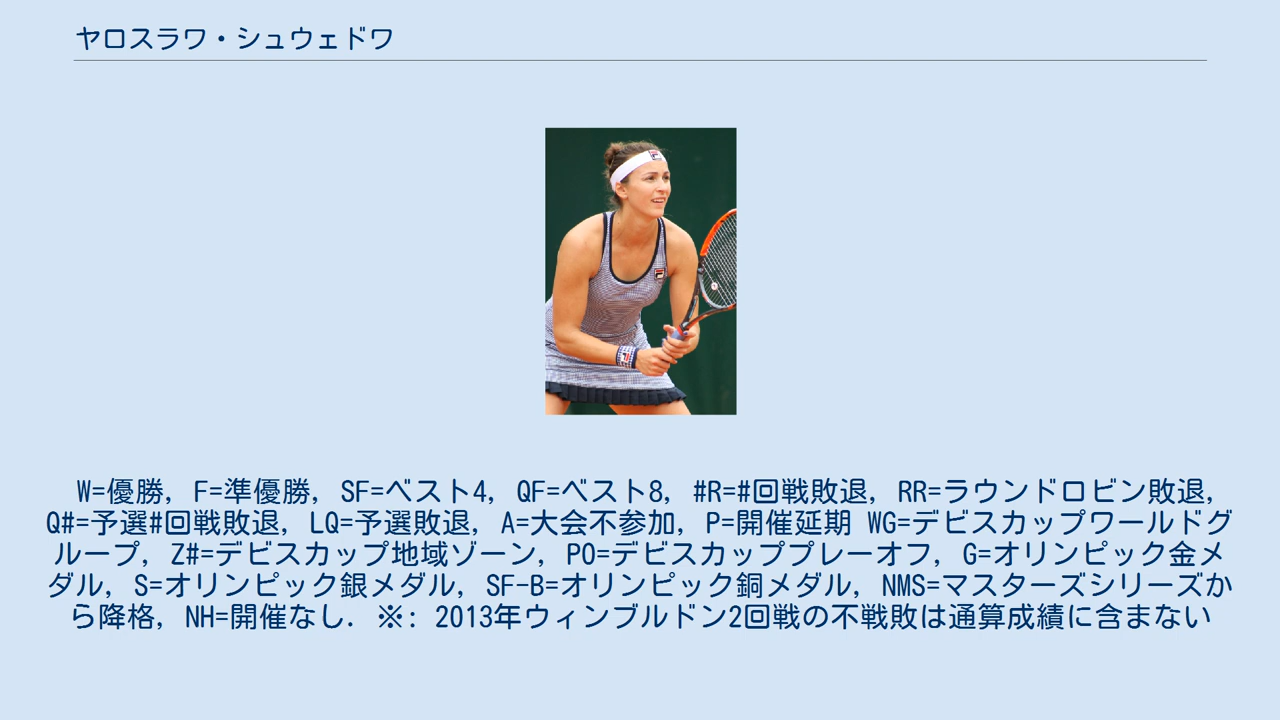 ヤロスラワ・シュウェドワ
W=優勝, F=準優勝, SF=ベスト4, QF=ベスト8, #R=#回戦敗退, RR=ラウンドロビン敗退,
Q#=予選#回戦敗退, LQ=予選敗退, A=大会不参加, P=開催延期 WG=デビスカップワールドグ
ループ, Z#=デビスカップ地域ゾーン, PO=デビスカッププレーオフ, G=オリンピック金メ
ダル, S=オリンピック銀メダル, SF-B=オリンピック銅メダル, NMS=マスターズシリーズか
ら降格, NH=開催なし. ※: 2013年ウィンブルドン2回戦の不戦敗は通算成績に含まない